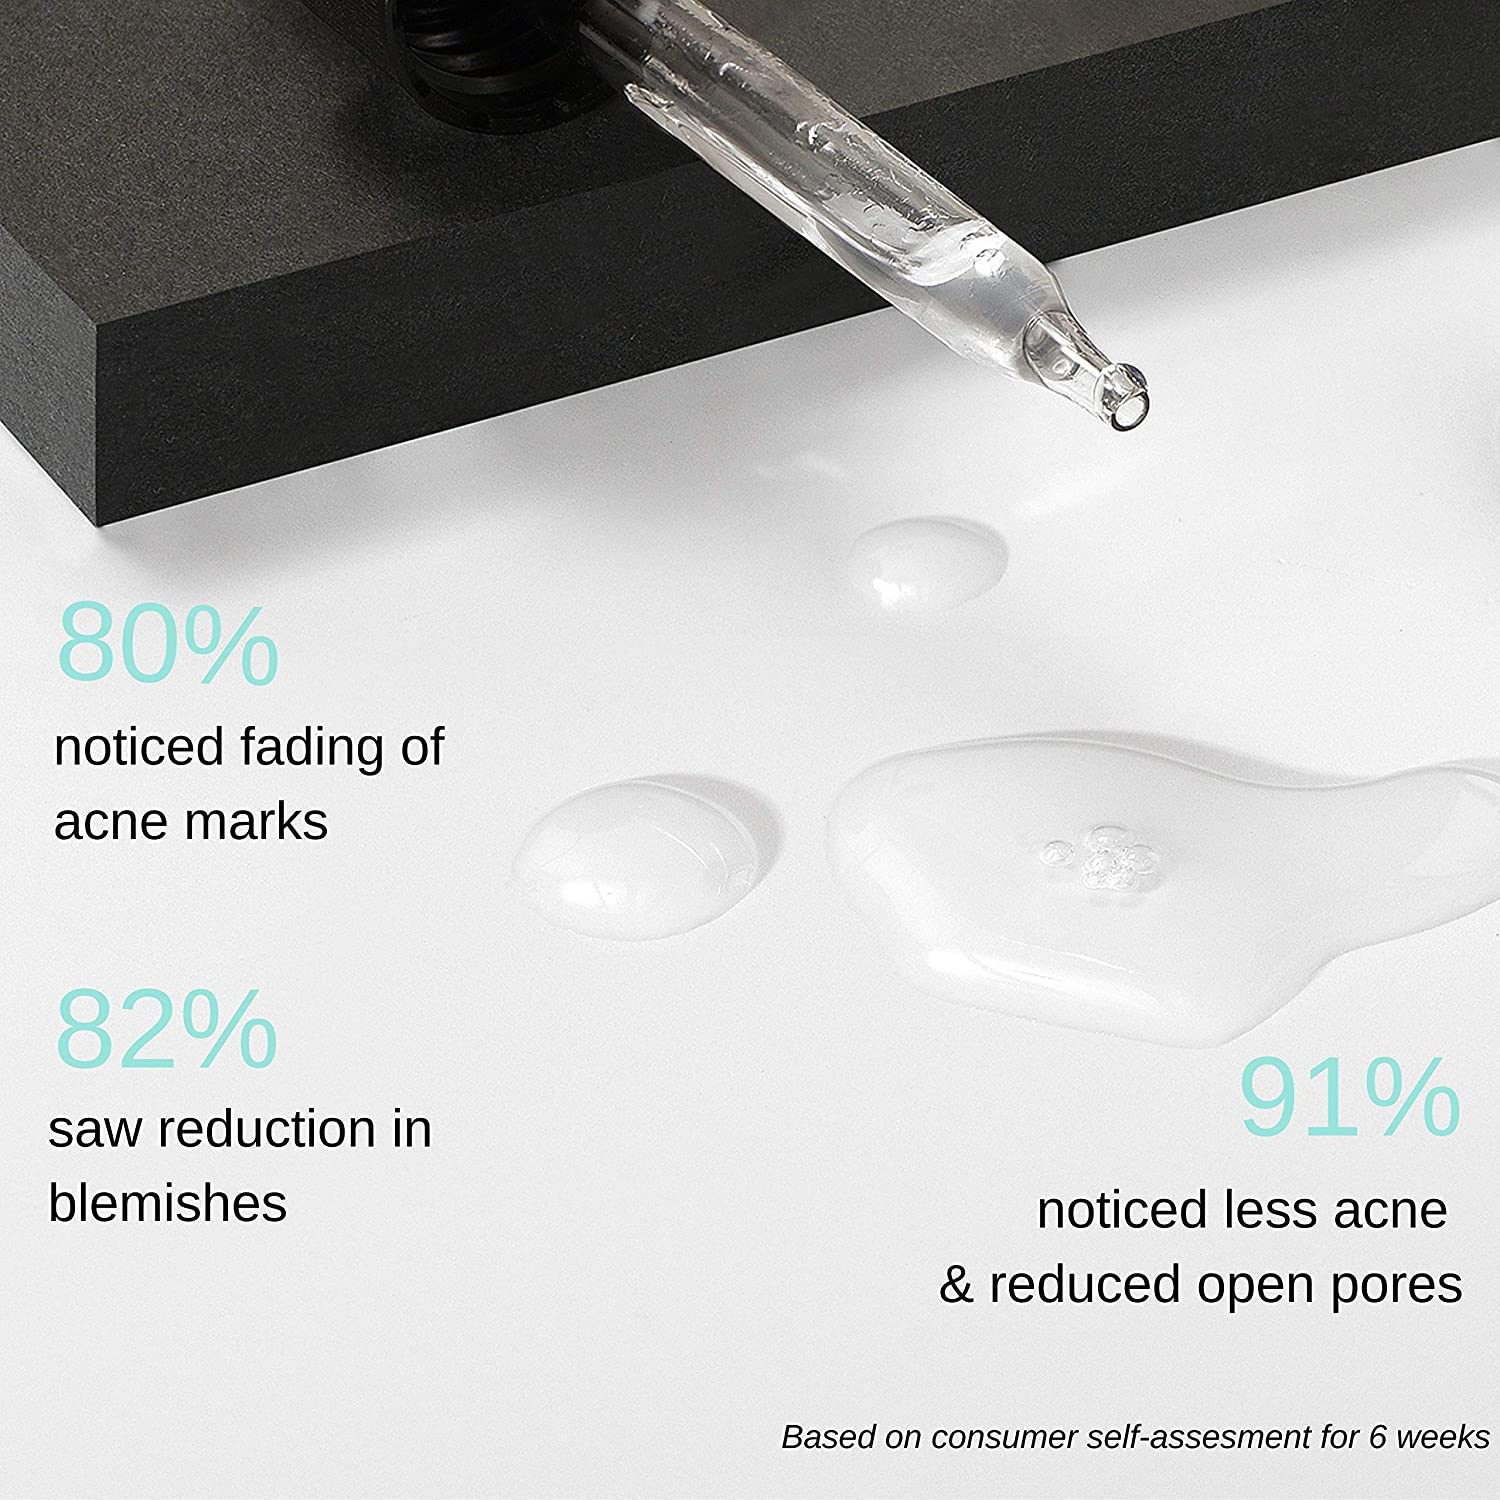 80%
noticed fading of
acne marks
82%
saw reduction in
blemishes
91%
noticed less acne
& reduced open pores
Based on consumer self-assesment for 6 weeks